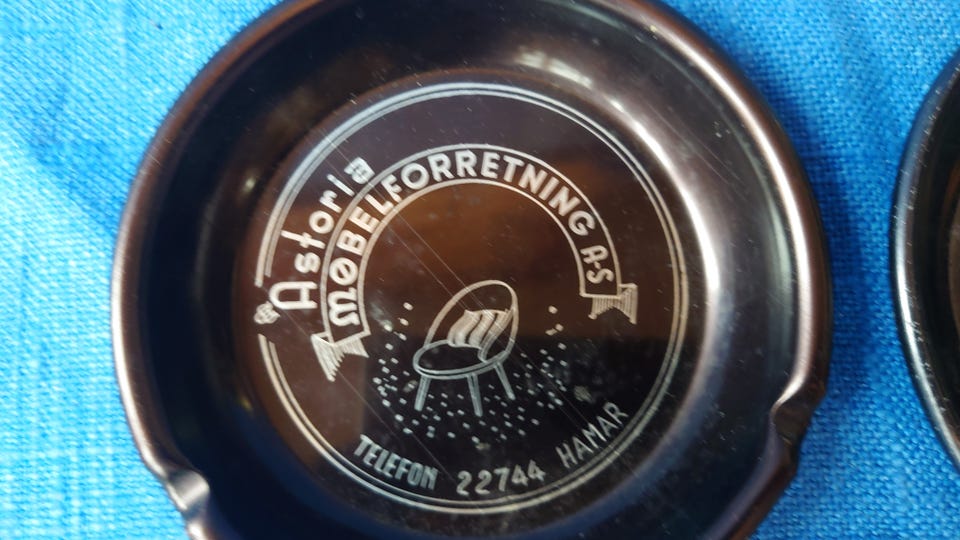 Astoria
MØBELFORRETNING A-S
TELEFON 22744 HAMAR